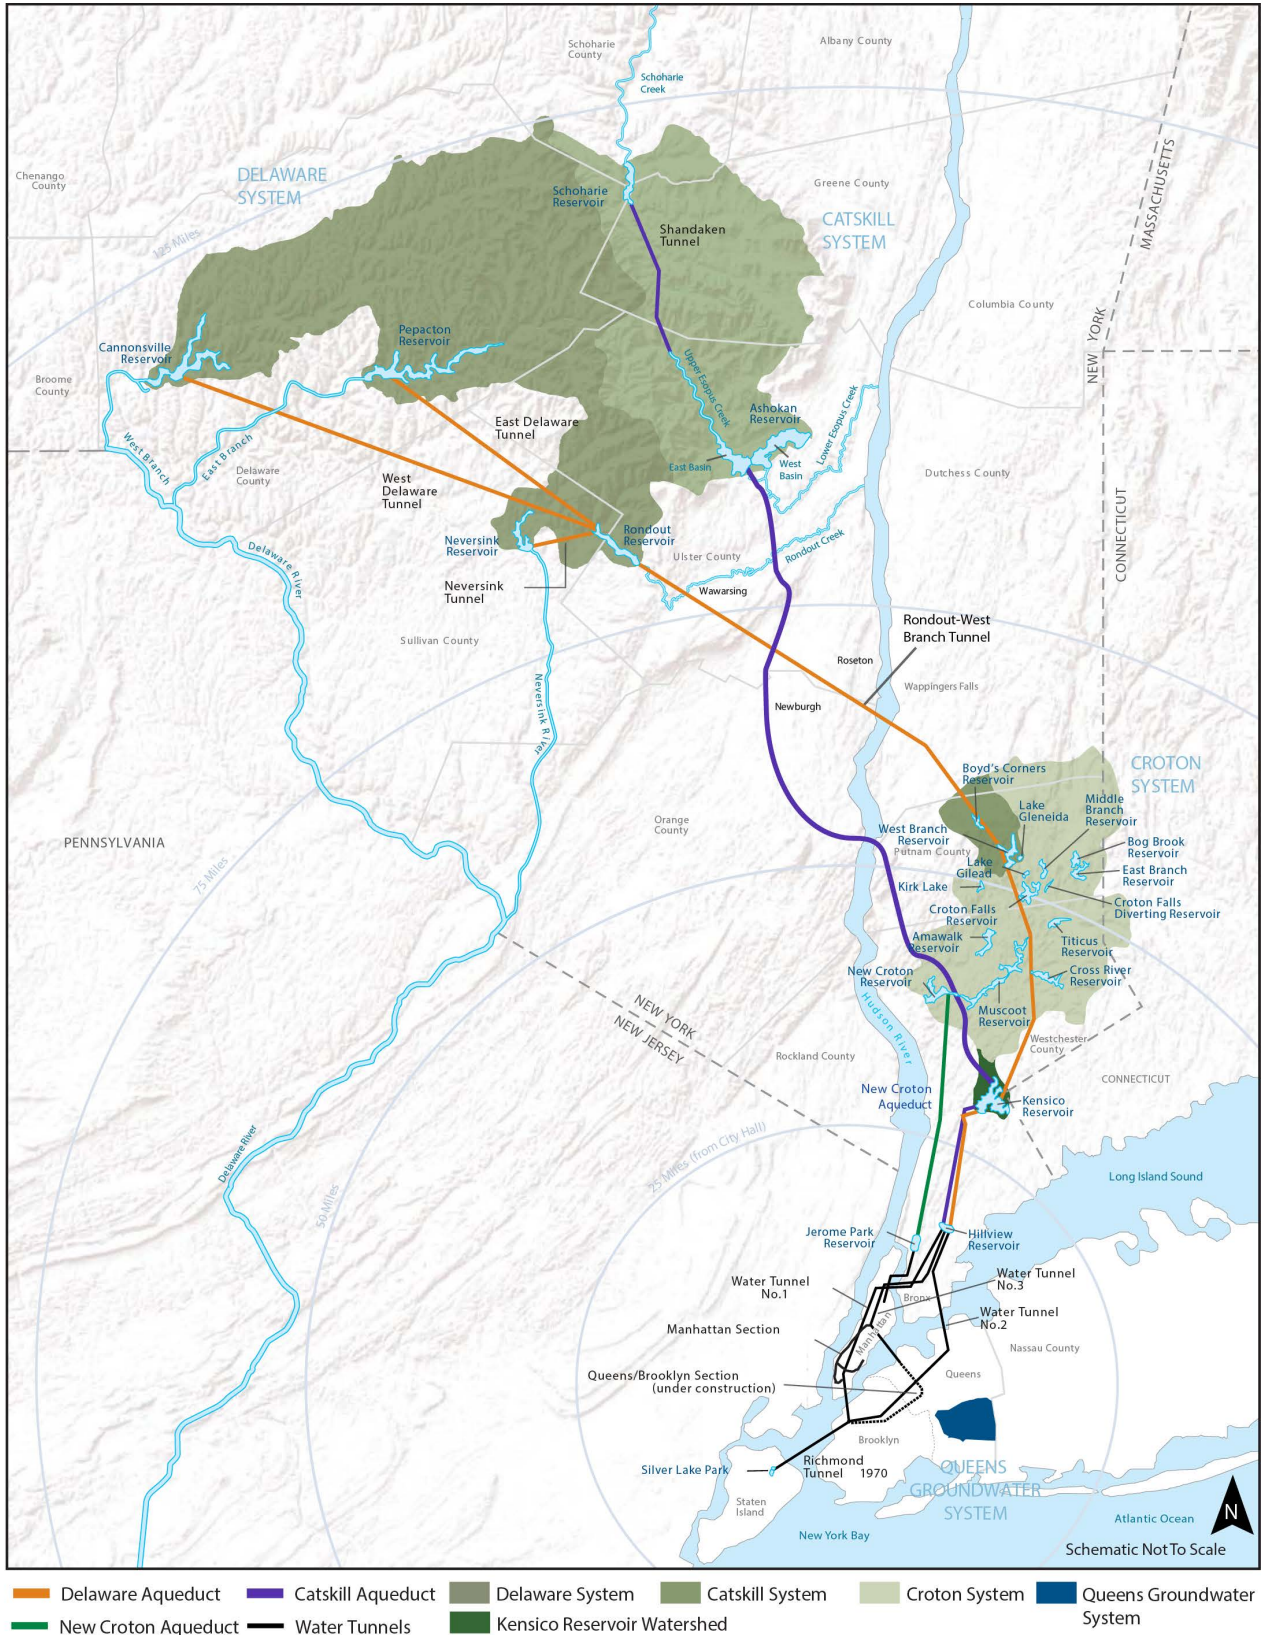 Schoharie
County
Albany County
Schoharie
Creek
MASSACHUSETTS
Chenango
County
DELAWARE
SYSTEM
Schoharie
Reservoir
Greene County
CATSKILL
SYSTEM
125 Miles
Shandaken
Tunnel
Columbia County
NEW YORK
Cannonsville
Reservoir
Pepacton
Reservoir
Broome
County
Upper Esopus Creek
Ashokan
Reservoir
Lower Esopus Creek
East Delaware
Tunnel
West Branch
East Branch
East Basin
West
Basin
Delaware
County
West
Delaware
Tunnel
Dutchess County
CONNECTICUT
Neversink
Reservoir
Rondout
Reservoir
Ulster County
Rondout Creek
Delaware River
Neversink
Tunnel
Wawarsing
Sullivan County
Rondout-West
Branch Tunnel
Roseton
Wappingers Falls
Neversink River
Newburgh
Boyd's Corners
Reservoir
CROTON
SYSTEM
Lake
Gleneida
Middle
Branch
Reservoir
Orange
County
West Branch
Reservoir
Putnam County
Bog Brook
Reservoir
PENNSYLVANIA
Lake
Gilead
East Branch
Reservoir
75 Miles
Kirk Lake
Croton Falls
Diverting Reservoir
Croton Falls
Reservoir
Amawalk
Reservoir
Titicus
Reservoir
New Croton
Reservoir
Cross River
Reservoir
Muscoot
Reservoir
Hudson River
NEW YORK
NEW JERSEY
Rockland County
Westchester
County
CONNECTICUT
New Croton
Aqueduct
Kensico
Reservoir
Delaware River
25 Miles (from City Hall)
50 Miles
Long Island Sound
Jerome Park
Reservoir
Hillview
Reservoir
Water Tunnel
No.1
Water Tunnel
No.3
Bronx
Water Tunnel
No.2
Manhattan Section
Manhattan
Nassau County
Queens/Brooklyn Section
(under construction)
Queens
Brooklyn
Silver Lake Park
Richmond
Tunnel 1970
QUEENS
GROUNDWATER
SYSTEM
Staten
Island
New York Bay
Atlantic Ocean
N
Schematic Not To Scale
Delaware Aqueduct
Catskill Aqueduct
Delaware System
Catskill System
Croton System
Queens Groundwater
System
New Croton Aqueduct
Water Tunnels
Kensico Reservoir Watershed